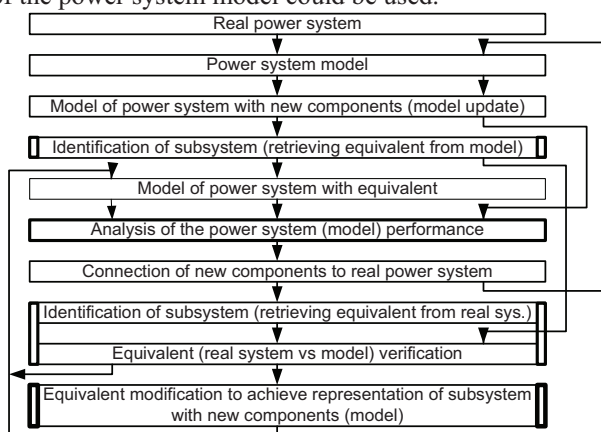 of the power system model could be used.
Real power system
Power system model
Model of power system with new components (model update)
Identification of subsystem (retrieving equivalent from model)
Model of power system with equivalent
Analysis of the power system (model) performance
Connection of new components to real power system
Identification of subsystem (retrieving equivalent from real sys.)
Equivalent (real system vs model) verification
Equivalent modification to achieve representation of subsystem
with new components (model)